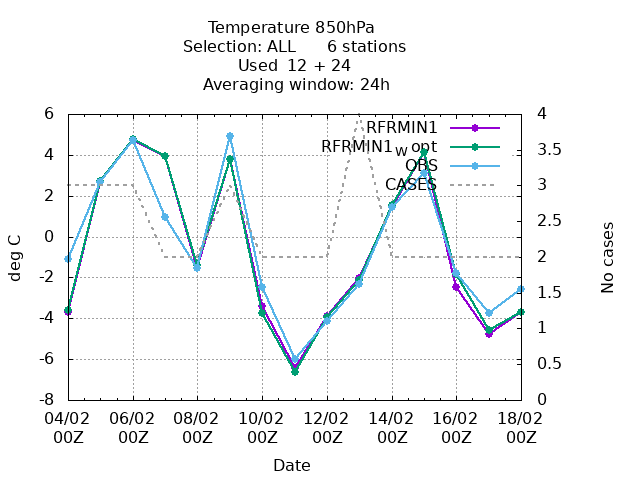 Temperature 850hPa
Selection: ALL      6 stations
Used  12 + 24
Averaging window: 24h
RFRMIN1
RFRMIN1w opt
OBS
CASES
6
4
2
0
-2
-4
-6
-8
deg C
4
3.5
3
2.5
2
1.5
1
0.5
0
No cases
04/02 06/02 08/02 10/02 12/02 14/02 16/02 18/02
00Z 00Z 00Z 00Z 00Z 00Z 00Z 00Z
Date